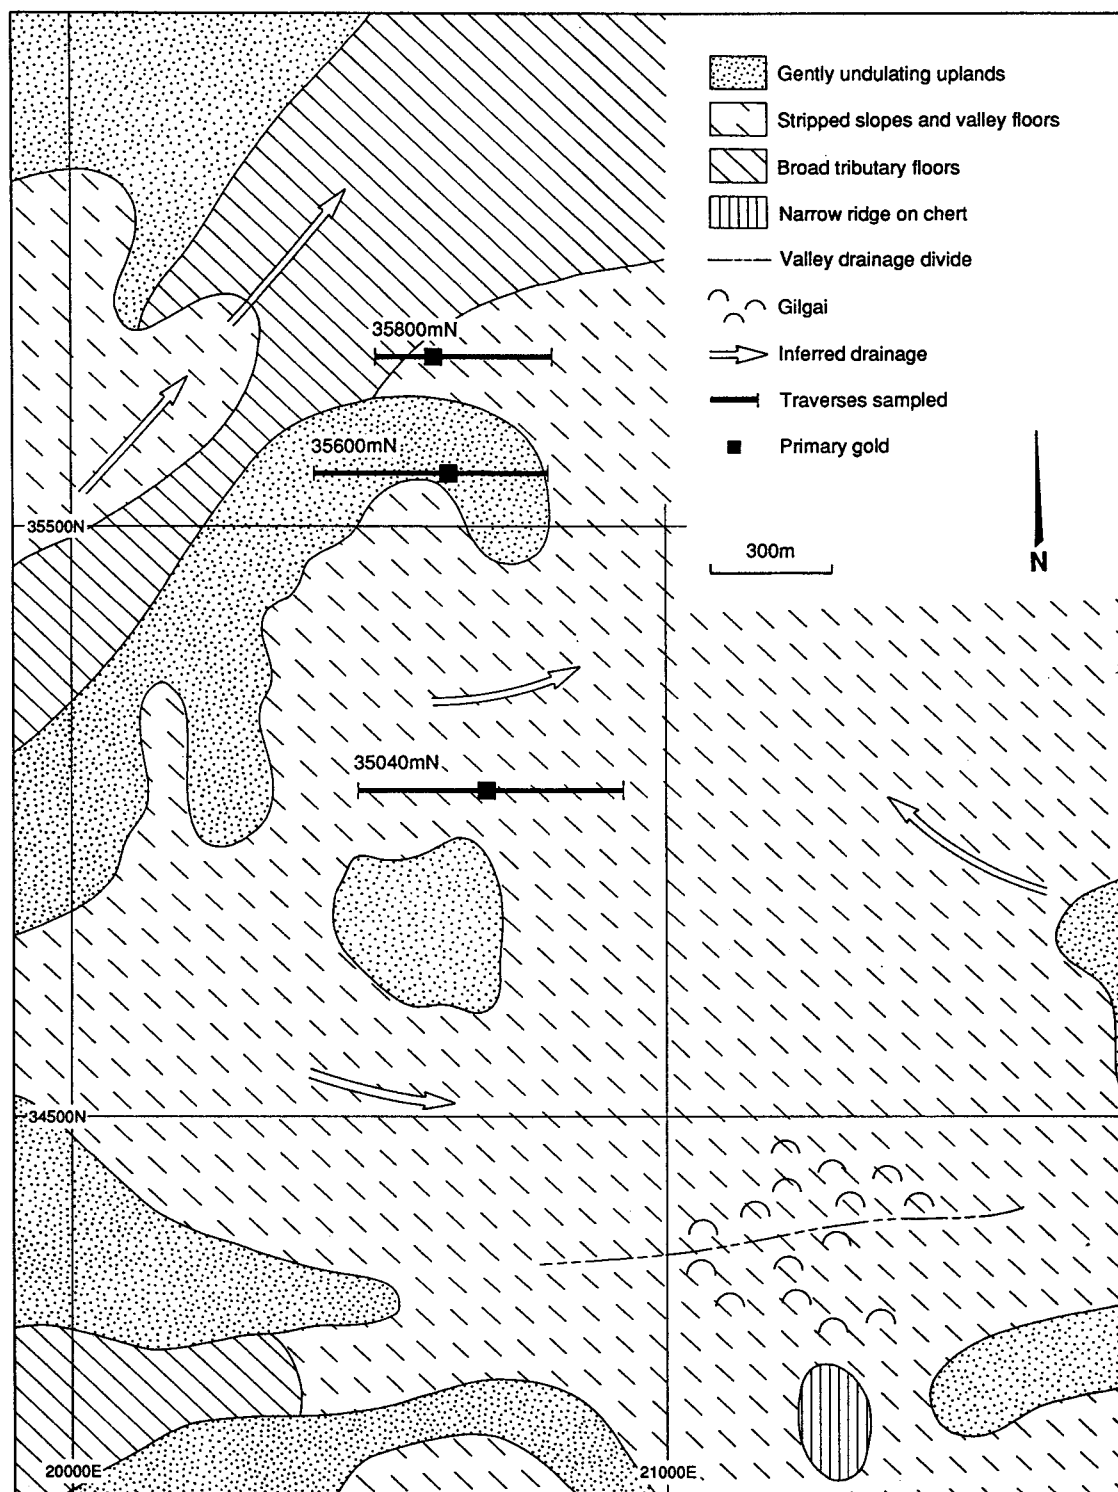 Gently undulating uplands
Stripped slopes and valley floors
Broad tributary floors
Narrow ridge on chert
Valley drainage divide
Gilgai
Inferred drainage
Traverses sampled
Primary gold
35800mN
35600mN
35500N
300m
N
35040mN
34500N
20000E
21000E